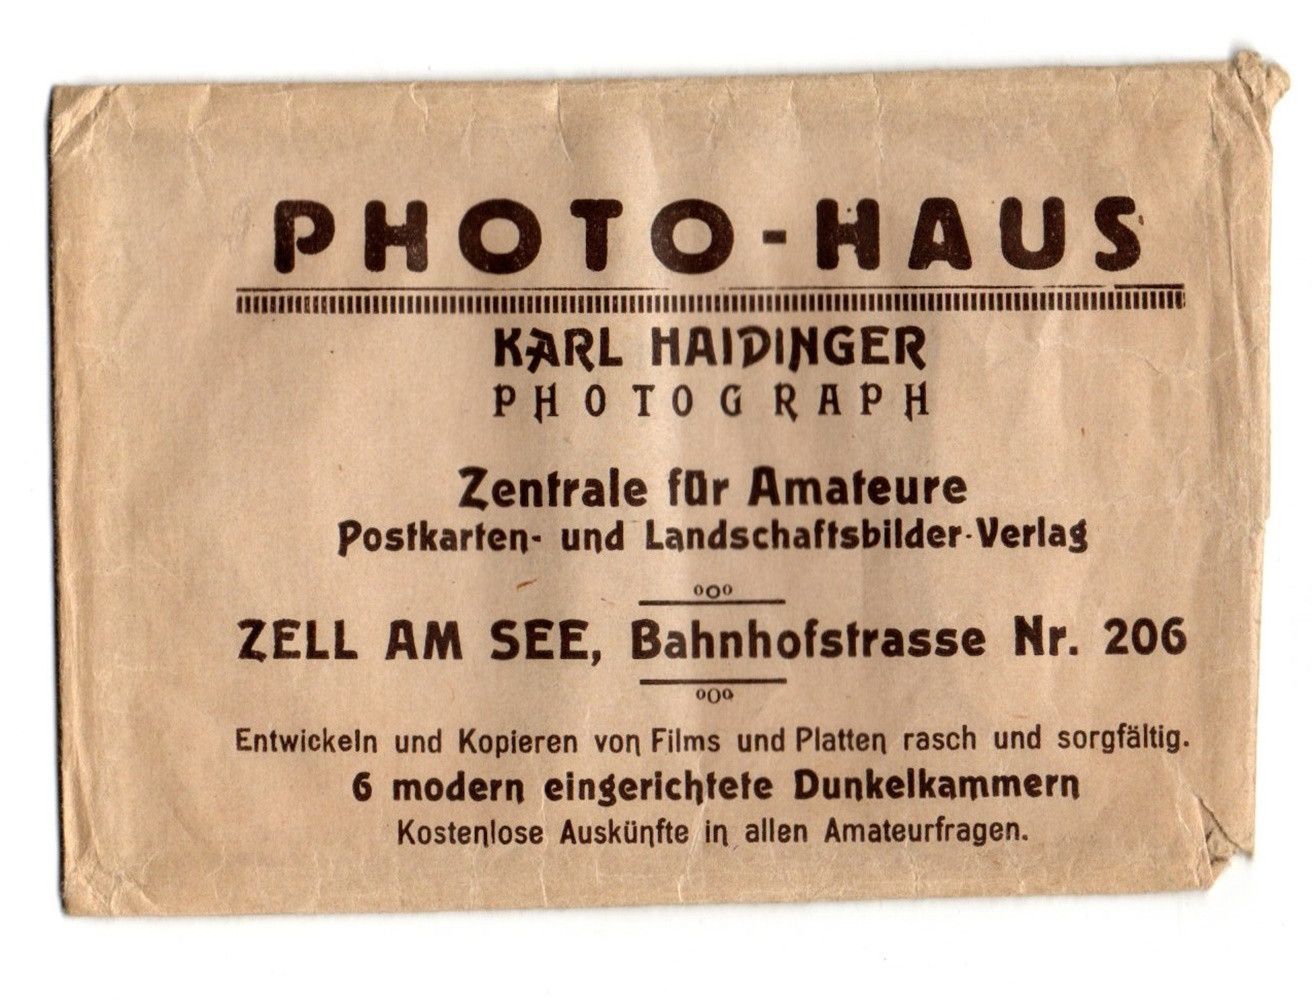 PHOTO-HAUS
KARL HAIDINGER
PHOTOGRAPH
Zentrale für Amateure
Postkarten- und Landschaftsbilder-Verlag
ZELL AM SEE, Bahnhofstrasse Nr. 206
Entwickeln und Kopieren von Films und Platten rasch und sorgfältig.
6 modern eingerichtete Dunkelkammern
Kostenlose Auskünfte in allen Amateurfragen.